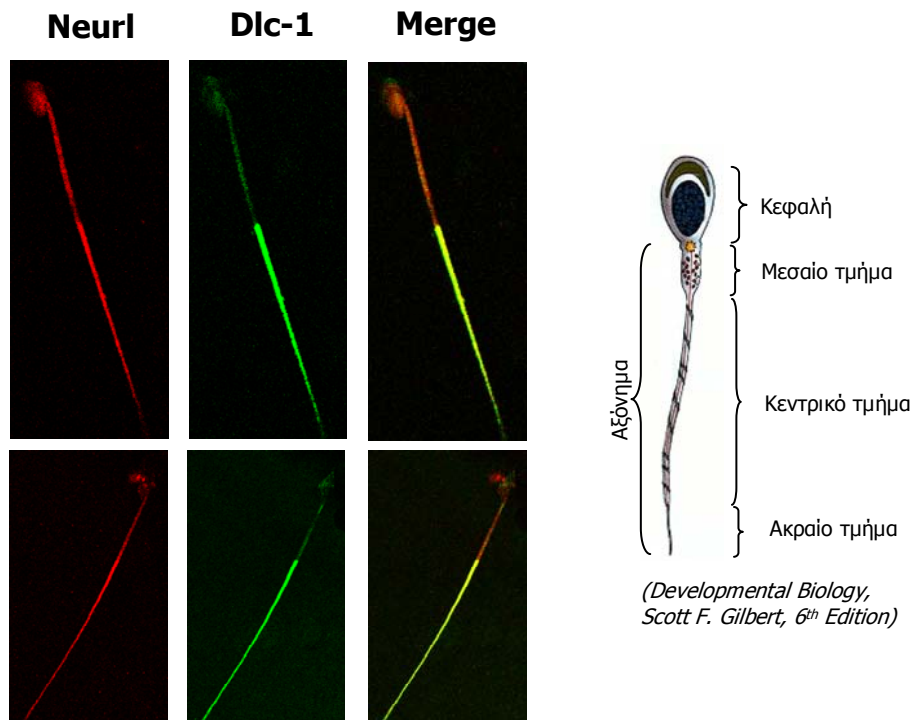 Neurl Dlc-1 Merge
Κεφαλή
Μεσαίο τμήμα
Αξόνημα
Κεντρικό τμήμα
Ακραίο τμήμα
(Developmental Biology,
Scott F. Gilbert, 6th Edition)